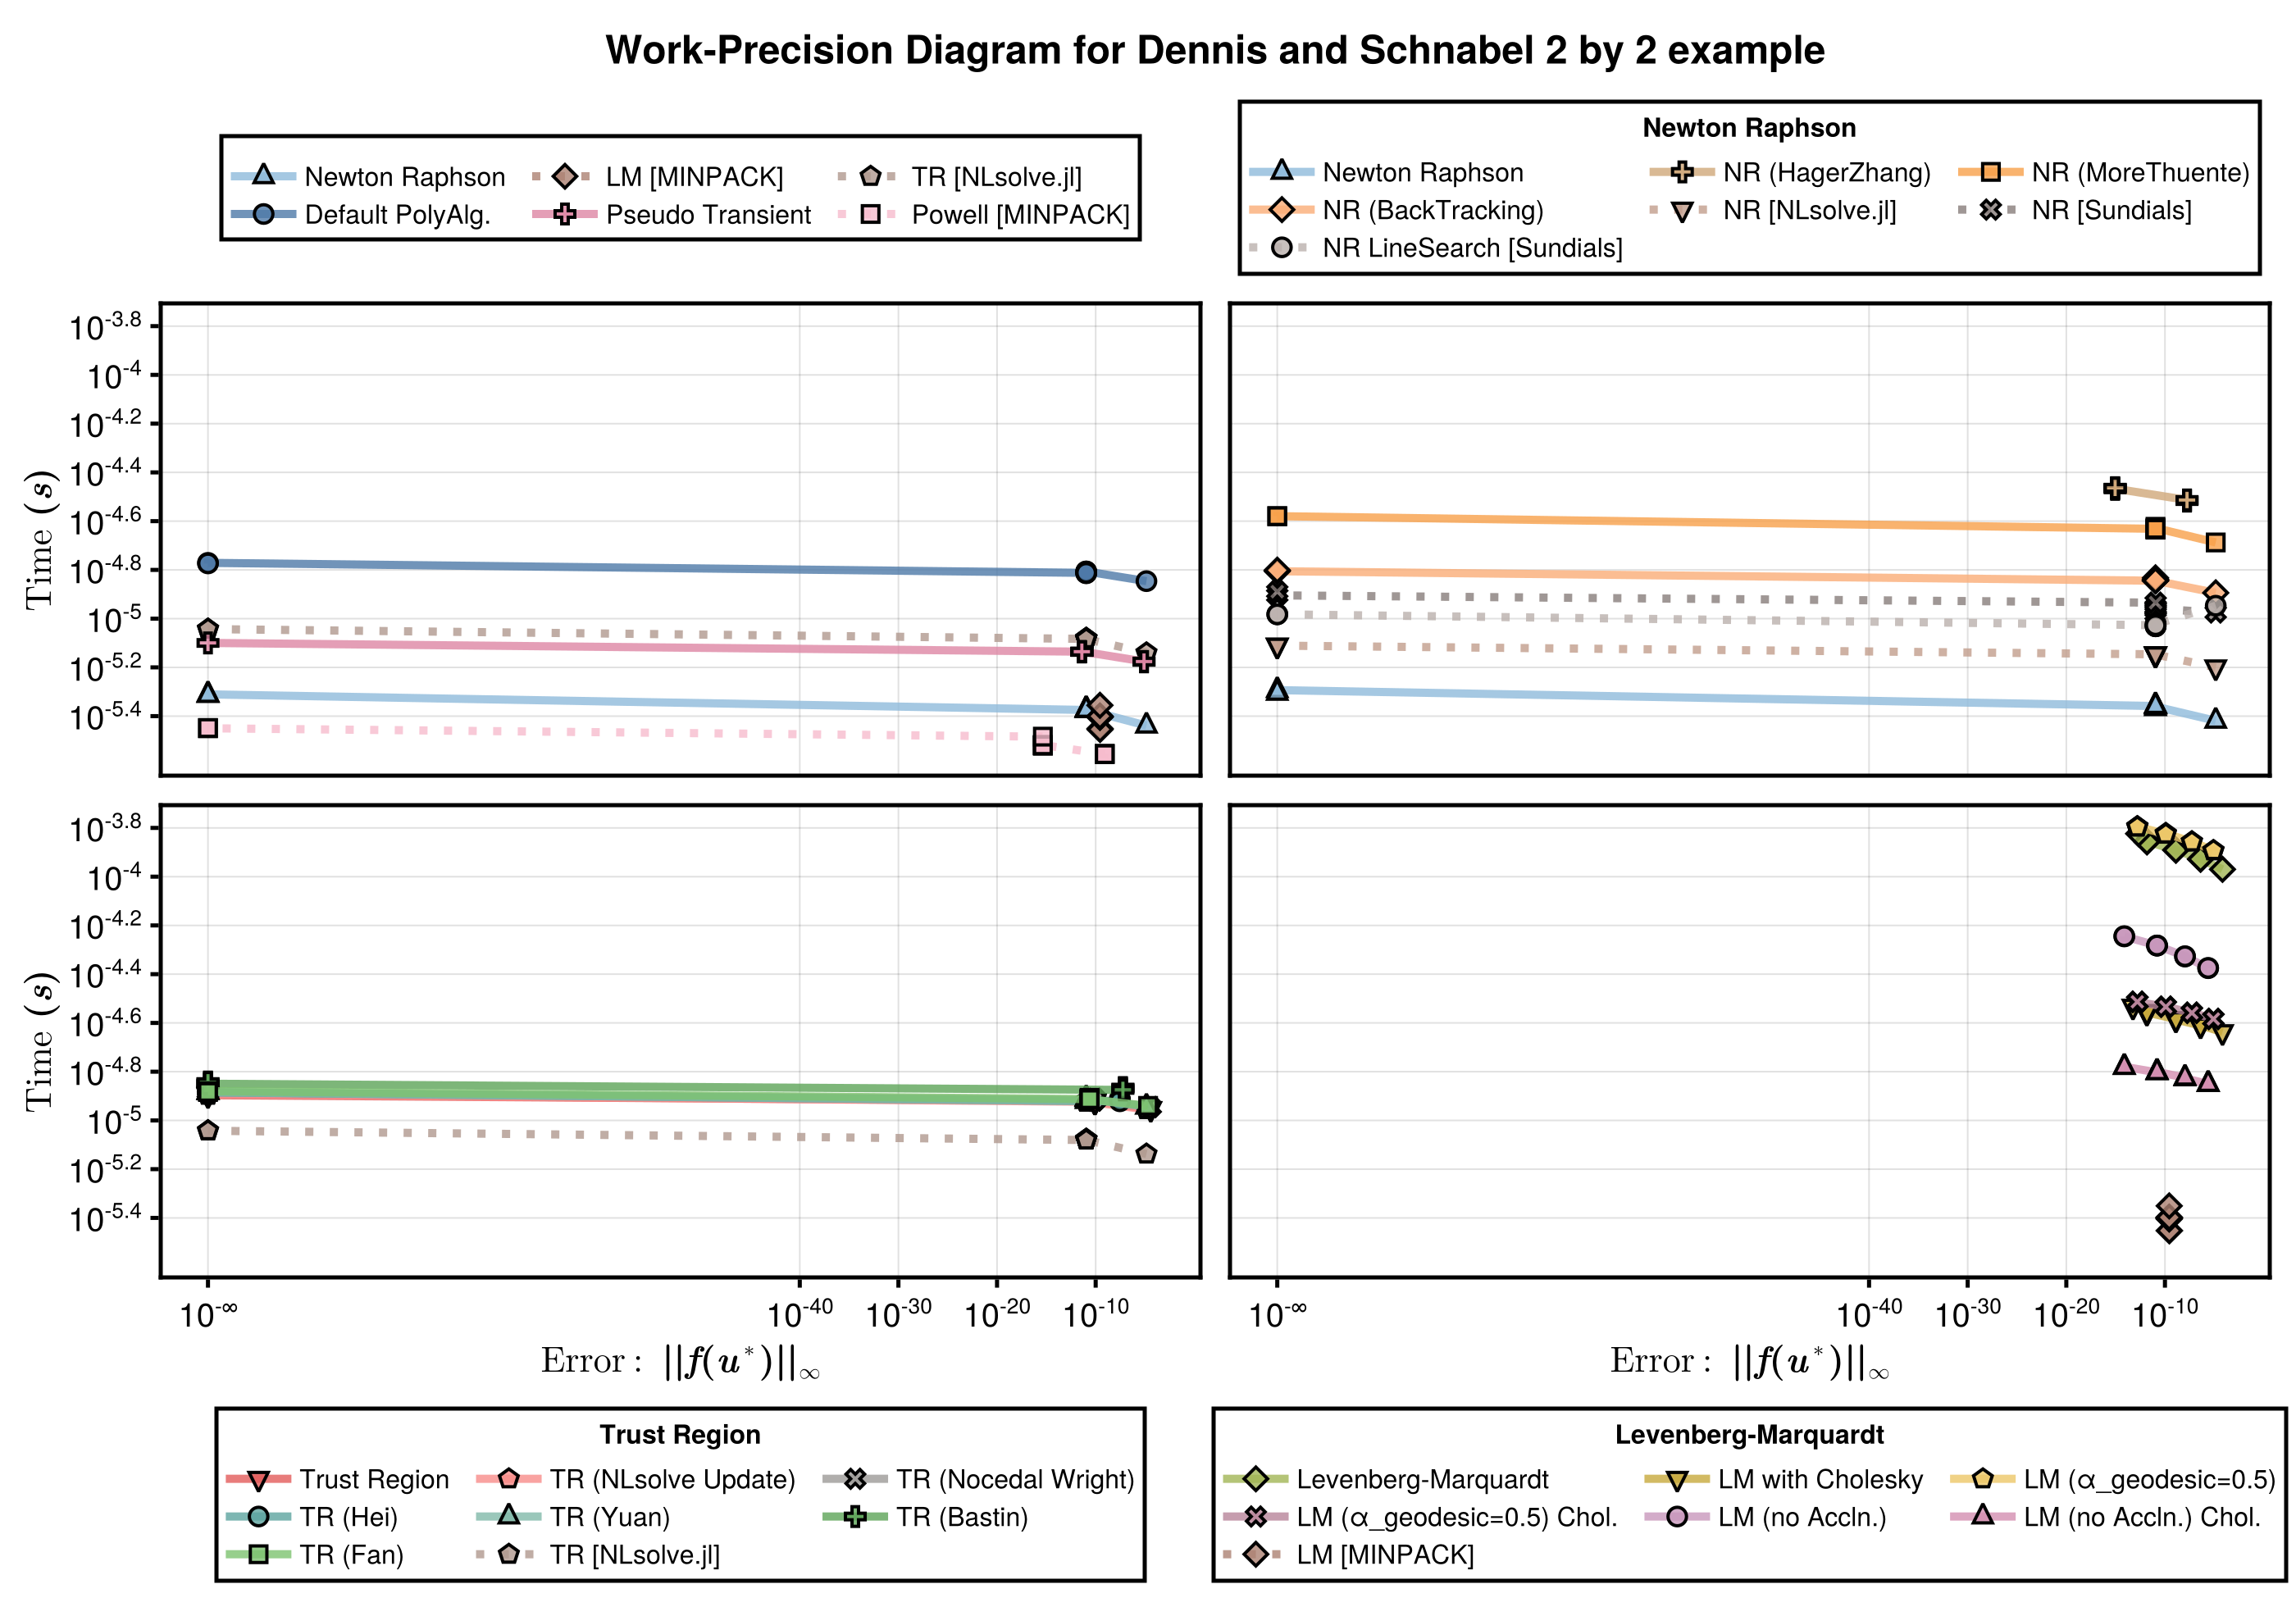 Work-Precision Diagram for Dennis and Schnabel 2 by 2 example
Newton Raphson LM [MINPACK] TR [NLsolve.jl]
Default PolyAlg. Pseudo Transient Powell [MINPACK]
Newton Raphson
Newton Raphson NR (HagerZhang) NR (MoreThuente)
NR (BackTracking) NR [NLsolve.jl] NR [Sundials]
NR LineSearch [Sundials]
Time (s)
10^-3.8
10^-4
10^-4.2
10^-4.4
10^-4.6
10^-4.8
10^-5
10^-5.2
10^-5.4
Time (s)
10^-3.8
10^-4
10^-4.2
10^-4.4
10^-4.6
10^-4.8
10^-5
10^-5.2
10^-5.4
10^-∞ 10^-40 10^-30 10^-20 10^-10
Error: ||f(u*)||∞
10^-∞ 10^-40 10^-30 10^-20 10^-10
Error: ||f(u*)||∞
Trust Region
Trust Region TR (NLsolve Update) TR (Nocedal Wright)
TR (Hei) TR (Yuan) TR (Bastin)
TR (Fan) TR [NLsolve.jl]
Levenberg-Marquardt
Levenberg-Marquardt LM with Cholesky LM (α_geodesic=0.5)
LM (α_geodesic=0.5) Chol. LM (no Accln.) LM (no Accln.) Chol.
LM [MINPACK]